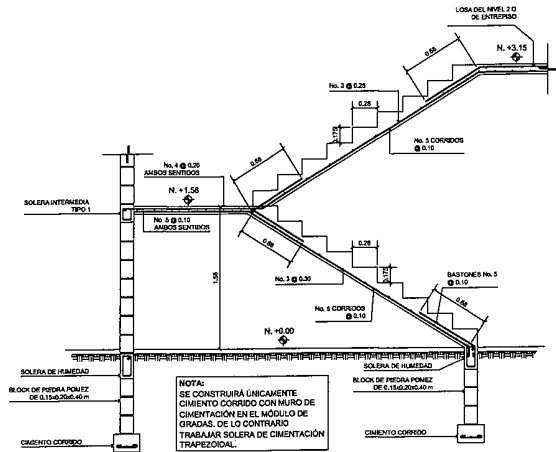 LOSA DEL NIVEL 2 O
DE ENTREPISO
N. +3.15
0.68
No. 3 @ 0.25
0.28
0.175
No. 5 CORRIDOS
@ 0.10
No. 4 @ 0.20
AMBOS SENTIDOS
0.68
N. +1.58
SOLERA INTERMEDIA
TIPO 1
No. 5 @ 0.10
AMBOS SENTIDOS
0.68
0.28
0.175
1.58
No. 3 @ 0.30
BASTONES No. 5
@ 0.10
0.68
No. 5 CORRIDOS
@ 0.10
N. +0.00
SOLERA DE HUMEDAD
SOLERA DE HUMEDAD
BLOCK DE PIEDRA POMEZ
DE 0.15x0.20x0.40 m
BLOCK DE PIEDRA POMEZ
DE 0.15x0.20x0.40 m
NOTA:
SE CONSTRUIRÁ ÚNICAMENTE
CIMIENTO CORRIDO CON MURO DE
CIMENTACIÓN EN EL MÓDULO DE
GRADAS. DE LO CONTRARIO
TRABAJAR SOLERA DE CIMENTACIÓN
TRAPEZOIDAL.
CIMIENTO CORRIDO
CIMIENTO CORRIDO